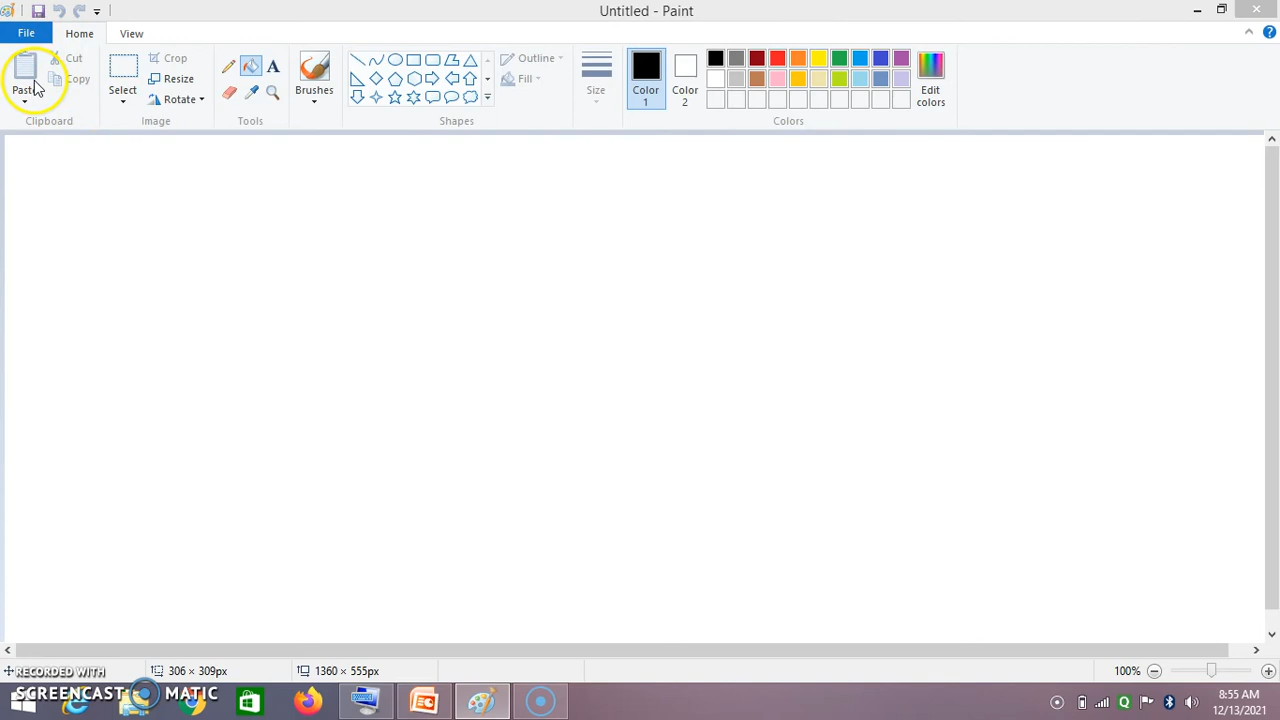 Untitled - Paint
File Home View
Paste
Clipboard
Cut
Copy
Select
Crop
Resize
Rotate
Image
A
Tools
Brushes
Shapes
Outline
Fill
Size
Color 1
Color 2
Edit colors
Colors
306 × 309px
1360 × 555px
100%
RECORDED WITH
SCREENCAST MATIC
8:55 AM
12/13/2021